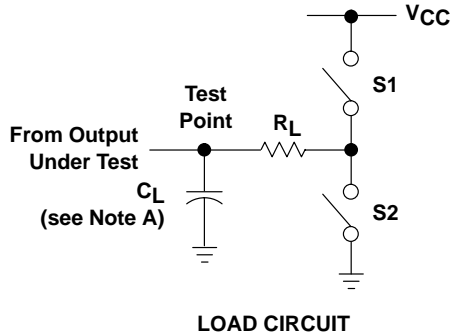 VCC
S1
Test
Point
RL
From Output
Under Test
CL
(see Note A)
S2
LOAD CIRCUIT